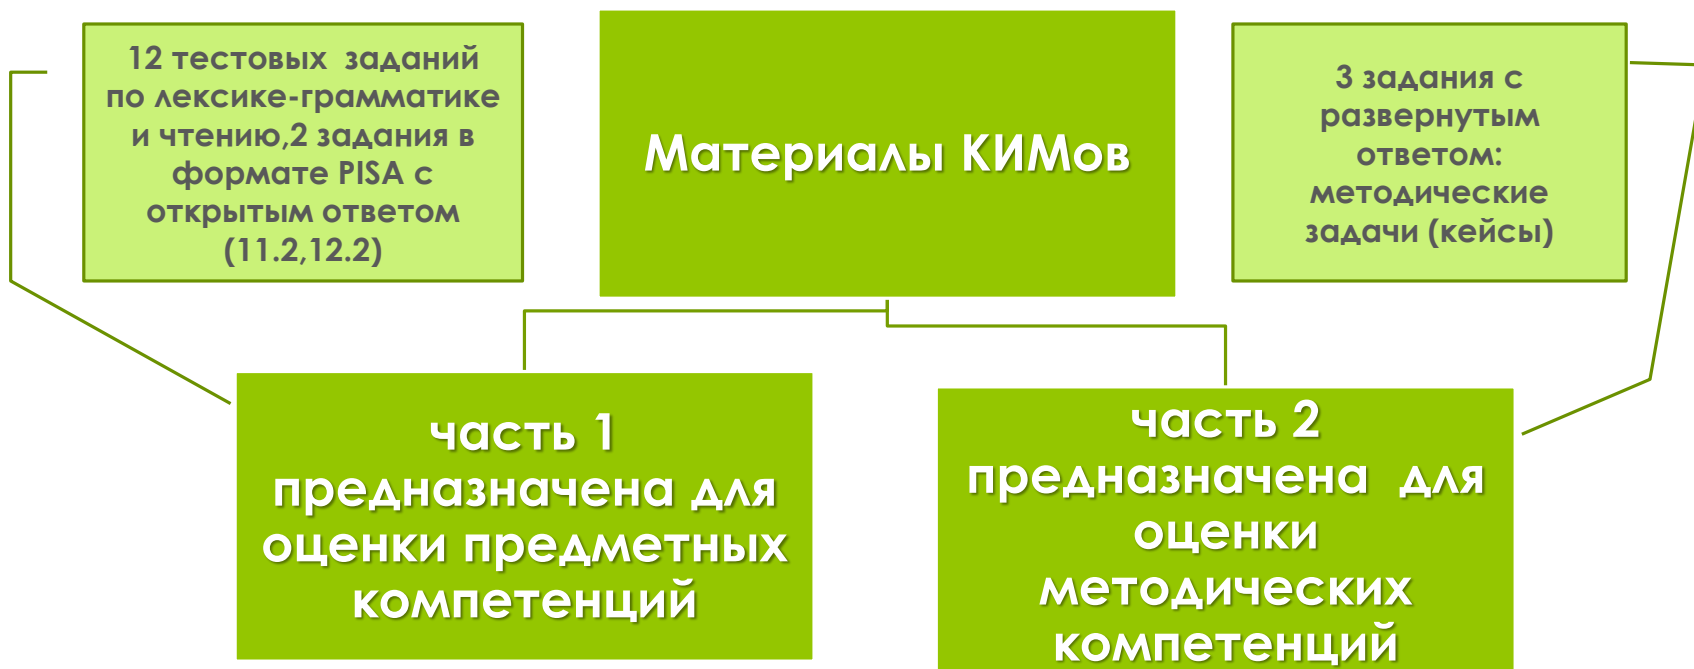 12 тестовых  заданий
по лексике-грамматике
и чтению,2 задания в
формате PISA с
открытым ответом
(11.2,12.2)
Материалы КИМов
3 задания с
развернутым
ответом:
методические
задачи (кейсы)
часть 1
предназначена для
оценки предметных
компетенций
часть 2
предназначена  для
оценки
методических
компетенций